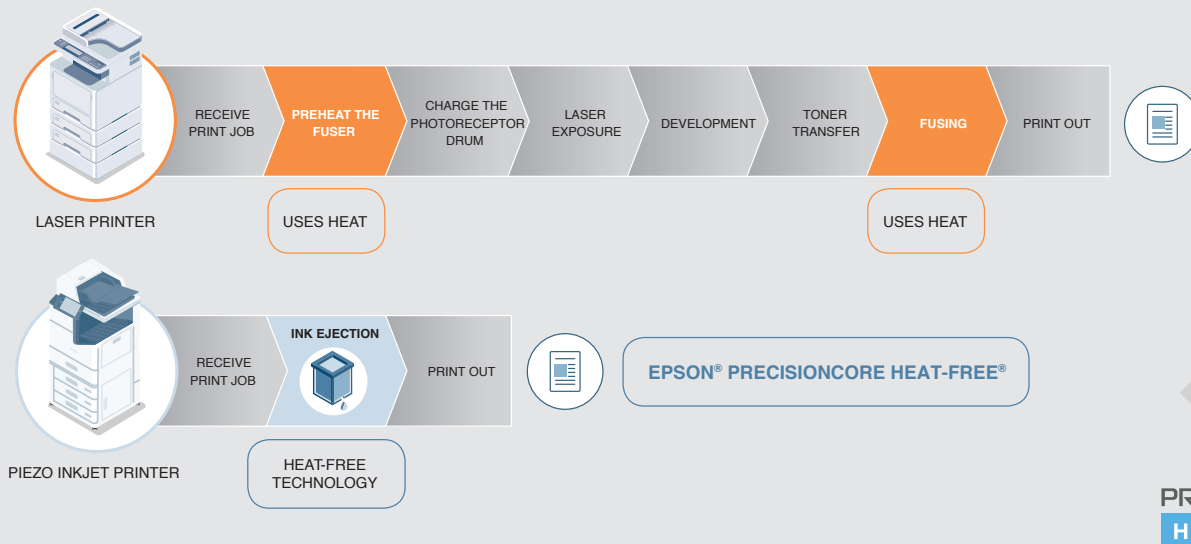 RECEIVE
PRINT JOB
PREHEAT THE
FUSER
CHARGE THE
PHOTORECEPTOR
DRUM
LASER
EXPOSURE
DEVELOPMENT
TONER
TRANSFER
FUSING
PRINT OUT
LASER PRINTER
USES HEAT
USES HEAT
RECEIVE
PRINT JOB
INK EJECTION
PRINT OUT
EPSON® PRECISIONCORE HEAT-FREE®
PIEZO INKJET PRINTER
HEAT-FREE
TECHNOLOGY
PR
H